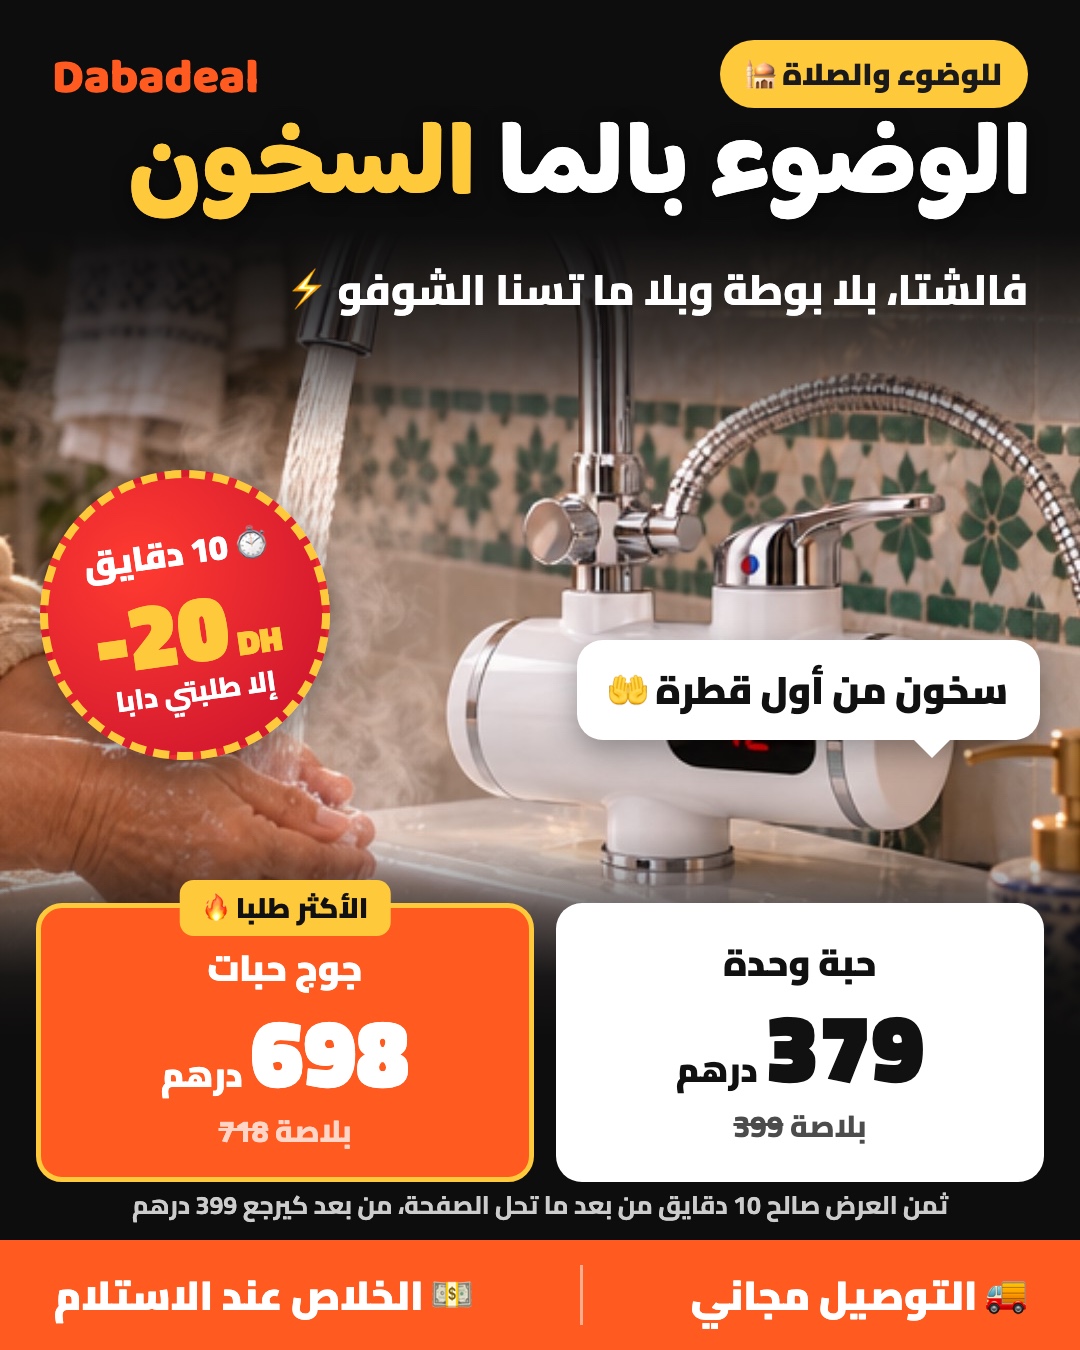 Dabadeal
للوضوء والصلاة 🕌
الوضوء بالما السخون
فالشتا، بلا بوطة وبلا ما تسنا الشوفو ⚡
⏱ 10 دقايق
-20 DH
إلا طلبتي دابا
سخون من أول قطرة 🤲
حبة وحدة
379 درهم
بلاصة 399
الأكثر طلبا 🔥
جوج حبات
698 درهم
بلاصة 718
ثمن العرض صالح 10 دقايق من بعد ما تحل الصفحة، من بعد كيرجع 399 درهم
🚚 التوصيل مجاني
💵 الخلاص عند الاستلام